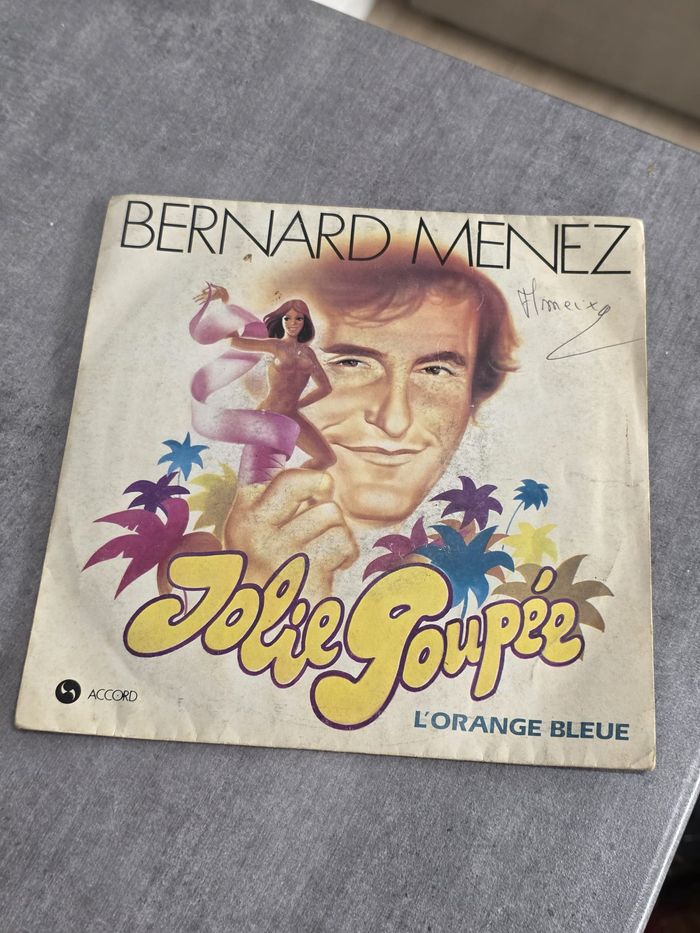 BERNARD MENEZ
Jolie Poupée
ACCORD
L'ORANGE BLEUE